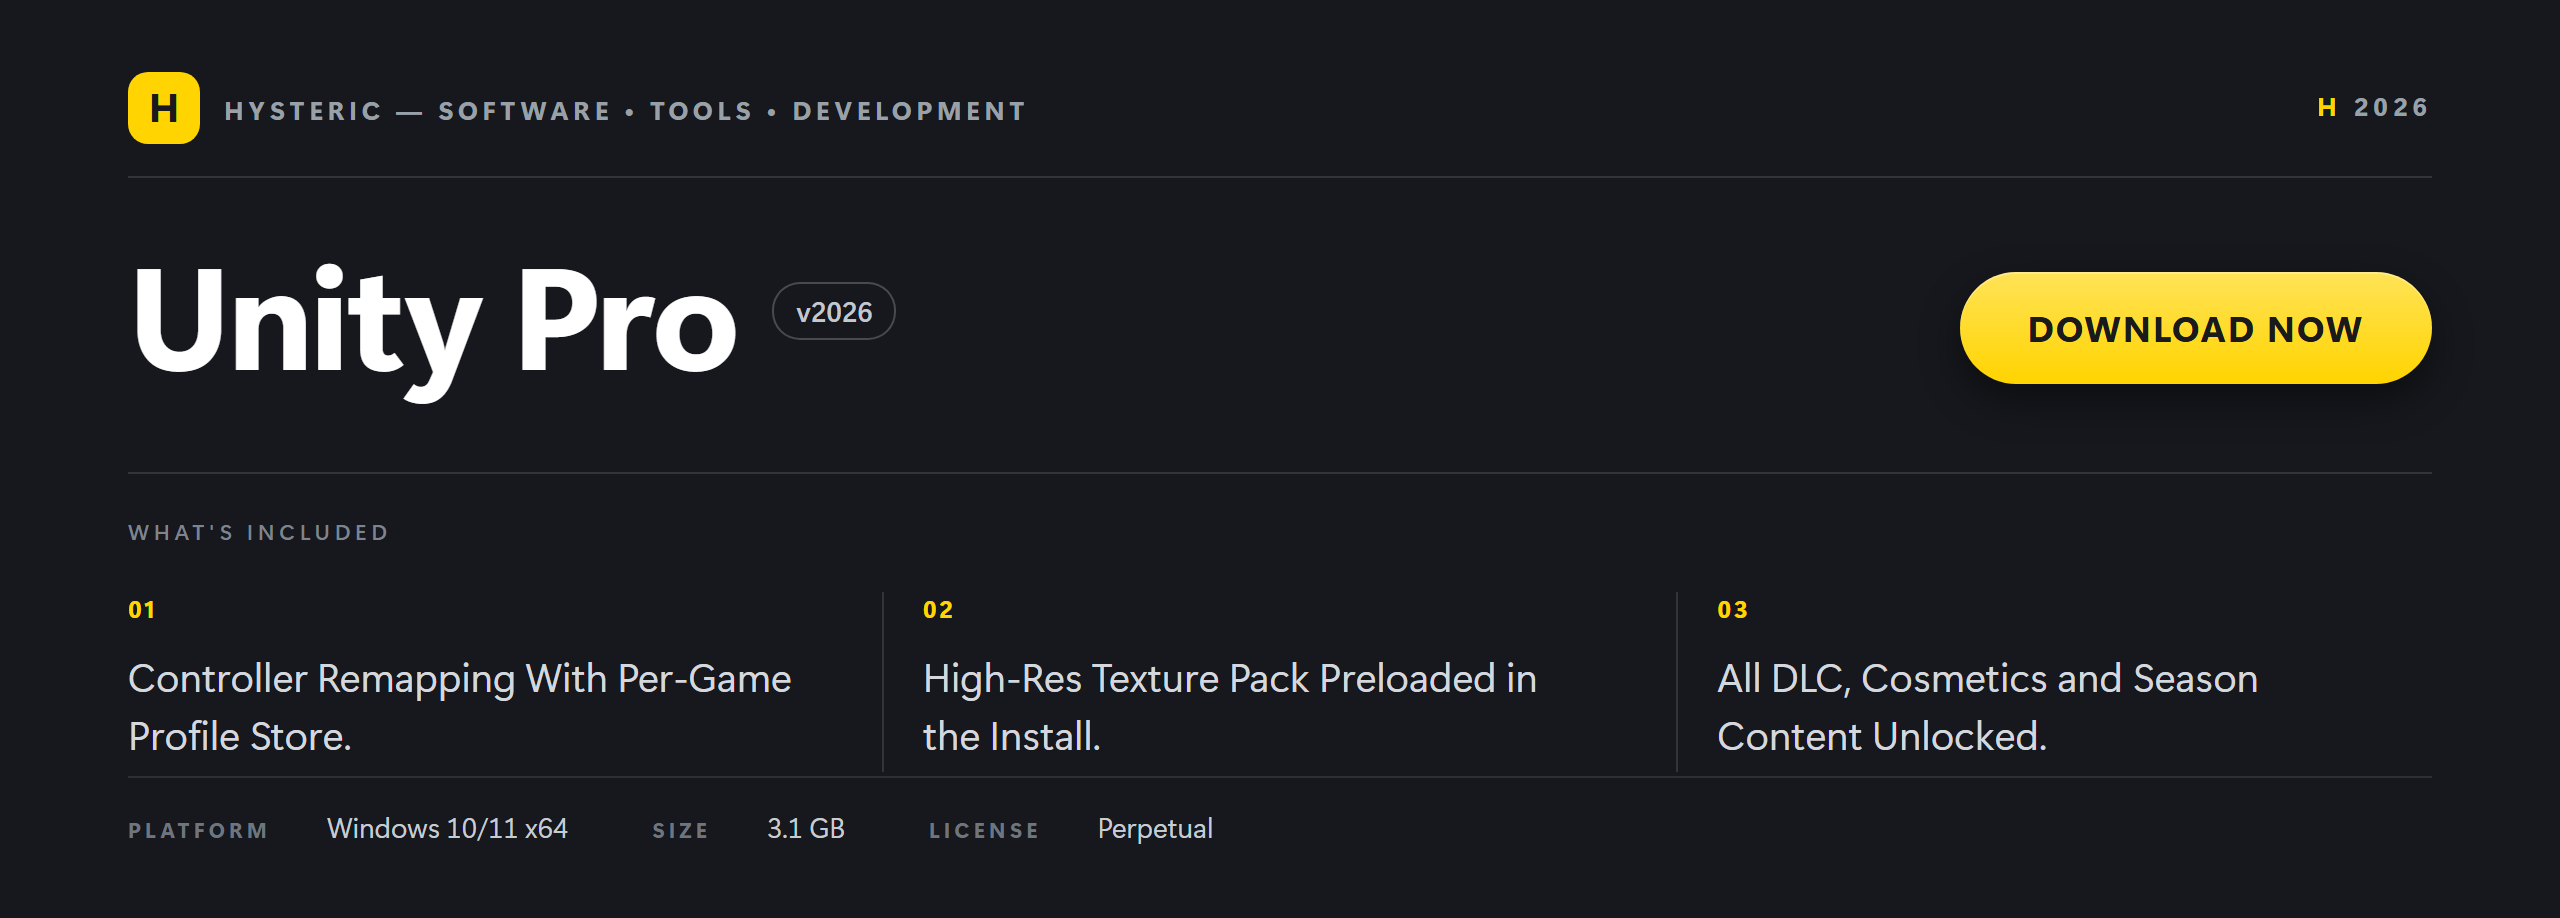 H HYSTERIC — SOFTWARE • TOOLS • DEVELOPMENT
H 2026
Unity Pro v2026
DOWNLOAD NOW
WHAT'S INCLUDED
01
Controller Remapping With Per-Game
Profile Store.
02
High-Res Texture Pack Preloaded in
the Install.
03
All DLC, Cosmetics and Season
Content Unlocked.
PLATFORM Windows 10/11 x64 SIZE 3.1 GB LICENSE Perpetual